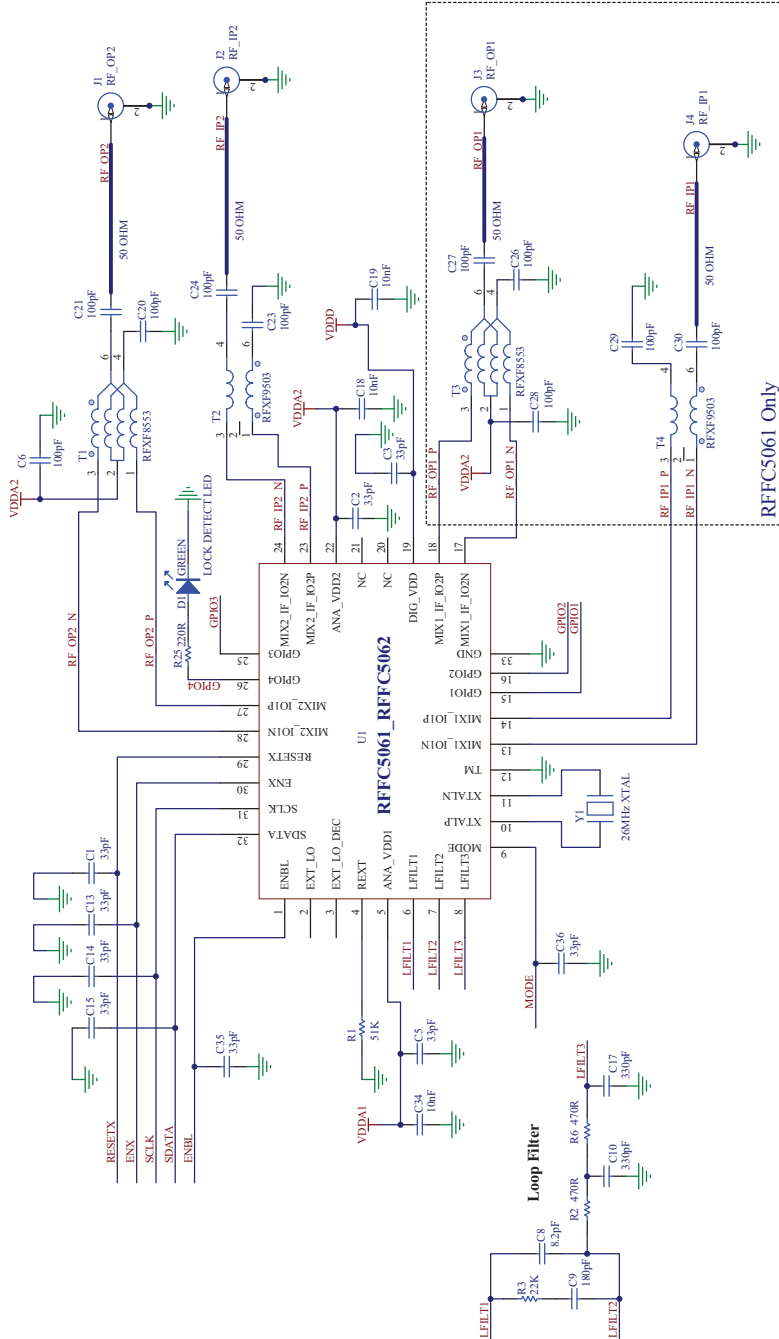 J1
RF_OP2
1
2
RF_OP2
50 OHM
C21
100pF
C20
100pF
6
4
T1
RFXF8553
3
2
1
C6
100pF
VDDA2
J2
RF_IP2
1
2
RF_IP2
50 OHM
C24
100pF
C23
100pF
4
6
T2
RFXF9503
3
2
1
RF_IP2_N
RF_IP2_P
VDDA2
C18
10nF
C2
33pF
VDDD
C19
10nF
C3
33pF
J3
RF_OP1
1
2
RF_OP1
50 OHM
C27
100pF
C26
100pF
6
4
T3
RFXF8553
3
2
1
C28
100pF
VDDA2
RF_OP1_P
RF_OP1_N
J4
RF_IP1
1
2
RF_IP1
50 OHM
C29
100pF
C30
100pF
4
6
T4
RFXF9503
3
2
1
RF_IP1_P
RF_IP1_N
RFFC5061 Only
RF_OP2_N
RF_OP2_P
LOCK DETECT LED
GREEN
D1
R25 220R
GPIO4
GPIO3
U1
RFFC5061_RFFC5062
24 MIX2_IF_IO2N
23 MIX2_IF_IO2P
22 ANA_VDD2
21 NC
20 NC
19 DIG_VDD
18 MIX1_IF_IO2P
17 MIX1_IF_IO2N
25 GPIO3
26 GPIO4
27 MIX2_IO1P
28 MIX2_IO1N
29 RESETX
30 ENX
31 SCLK
32 SDATA
33 GND
16 GPIO2
15 GPIO1
14 MIX1_IO1P
13 MIX1_IO1N
12 TM
11 XTALN
10 XTALP
9 MODE
1 ENBL
2 EXT_LO
3 EXT_LO_DEC
4 REXT
5 ANA_VDD1
6 LFILT1
7 LFILT2
8 LFILT3
GPIO2
GPIO1
Y1
26MHz XTAL
C1
33pF
C13
33pF
C14
33pF
C15
33pF
RESETX
ENX
SCLK
SDATA
ENBL
C35
33pF
R1
51K
VDDA1
C34
10nF
C5
33pF
LFILT1
LFILT2
LFILT3
MODE
C36
33pF
Loop Filter
LFILT1
LFILT2
R3
22K
C9
180pF
C8
8.2pF
R2 470R
C10
330pF
R6 470R
C17
330pF
LFILT3